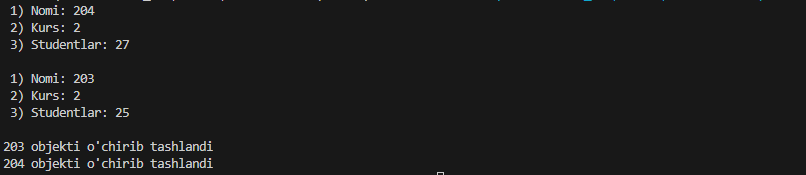 1) Nomi: 204
2) Kurs: 2
3) Studentlar: 27
1) Nomi: 203
2) Kurs: 2
3) Studentlar: 25
203 objekti o'chirib tashlandi
204 objekti o'chirib tashlandi